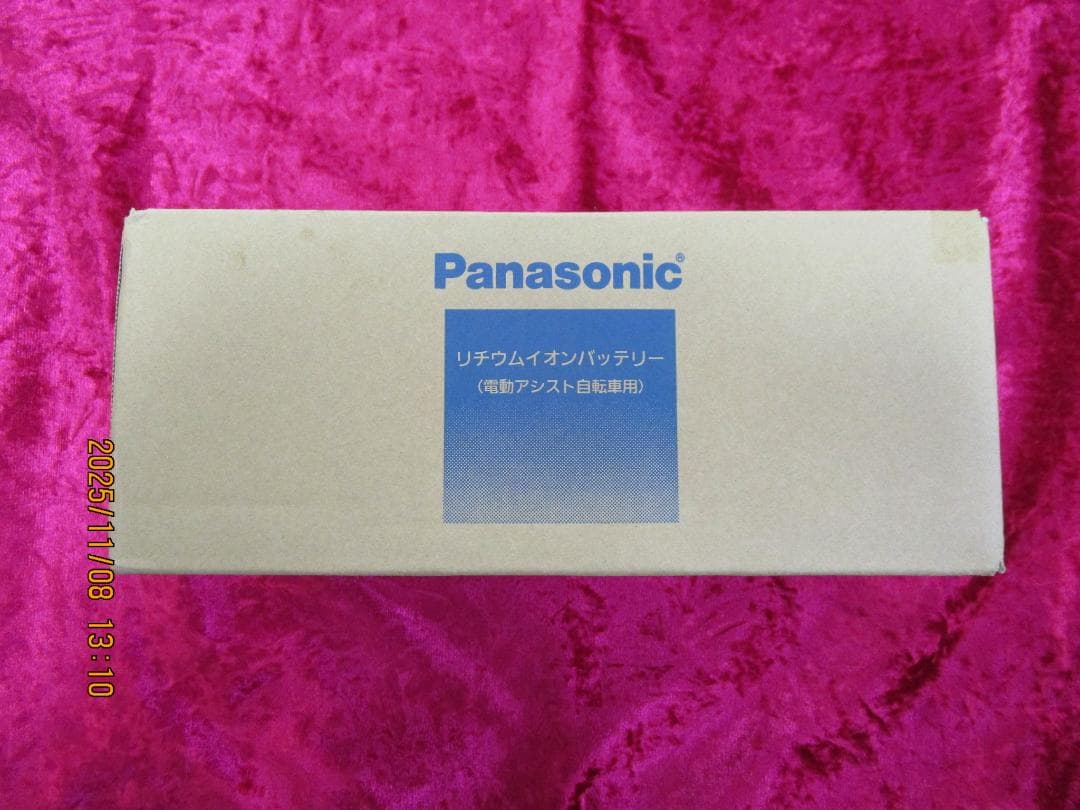 Panasonic®
リチウムイオンバッテリー
（電動アシスト自転車用）
2025/11/08 13:10